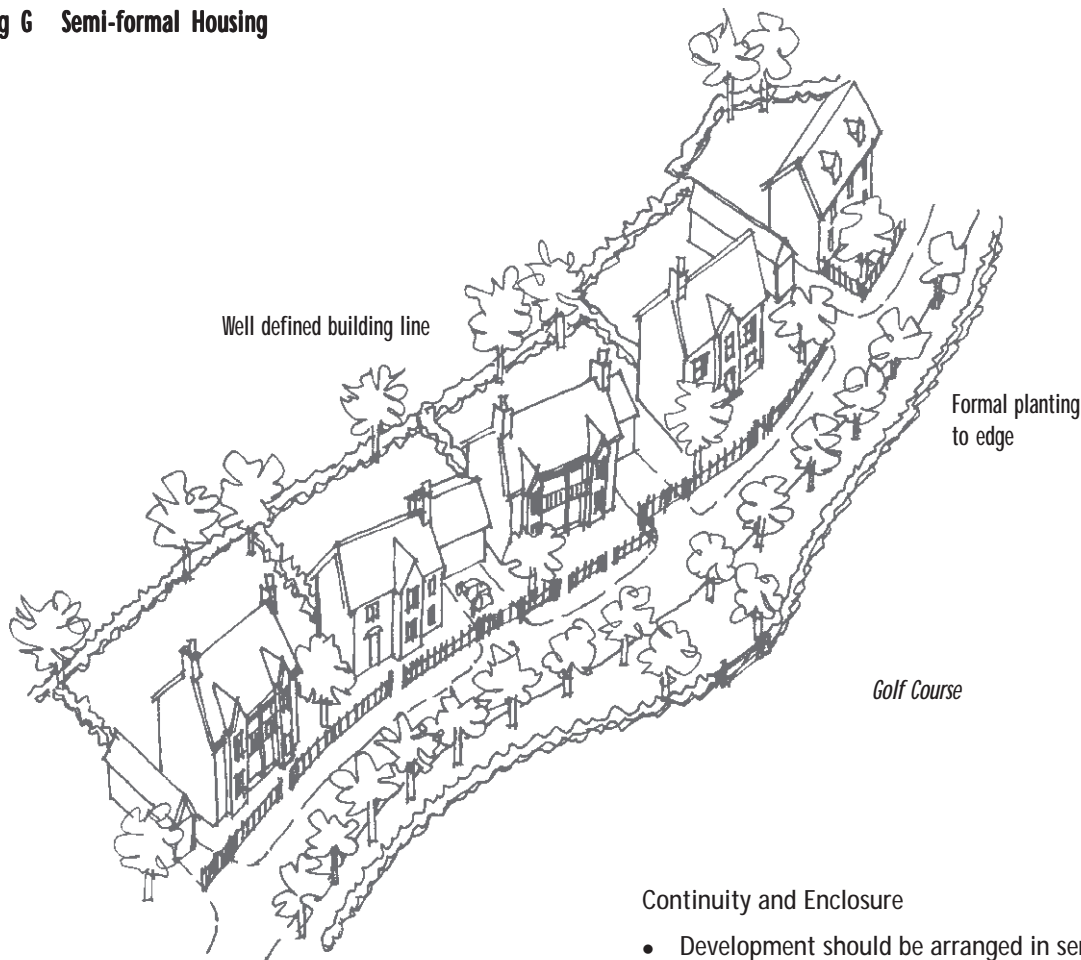 g G Semi-formal Housing
Well defined building line
Formal planting
to edge
Golf Course
Continuity and Enclosure
• Development should be arranged in ser